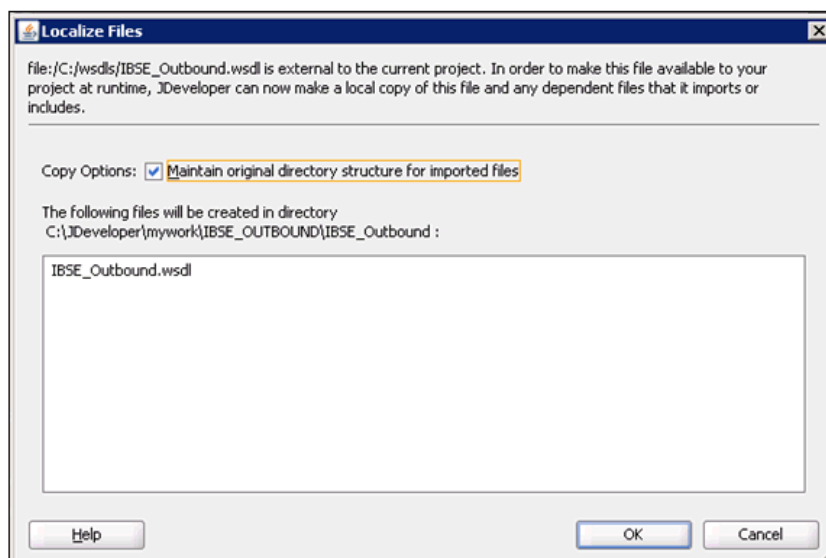 Localize Files
file:/C:/wsdls/IBSE_Outbound.wsdl is external to the current project. In order to make this file available to your
project at runtime, JDeveloper can now make a local copy of this file and any dependent files that it imports or
includes.
Copy Options: Maintain original directory structure for imported files
The following files will be created in directory
C:\JDeveloper\mywork\IBSE_OUTBOUND\IBSE_Outbound :
IBSE_Outbound.wsdl
Help OK Cancel